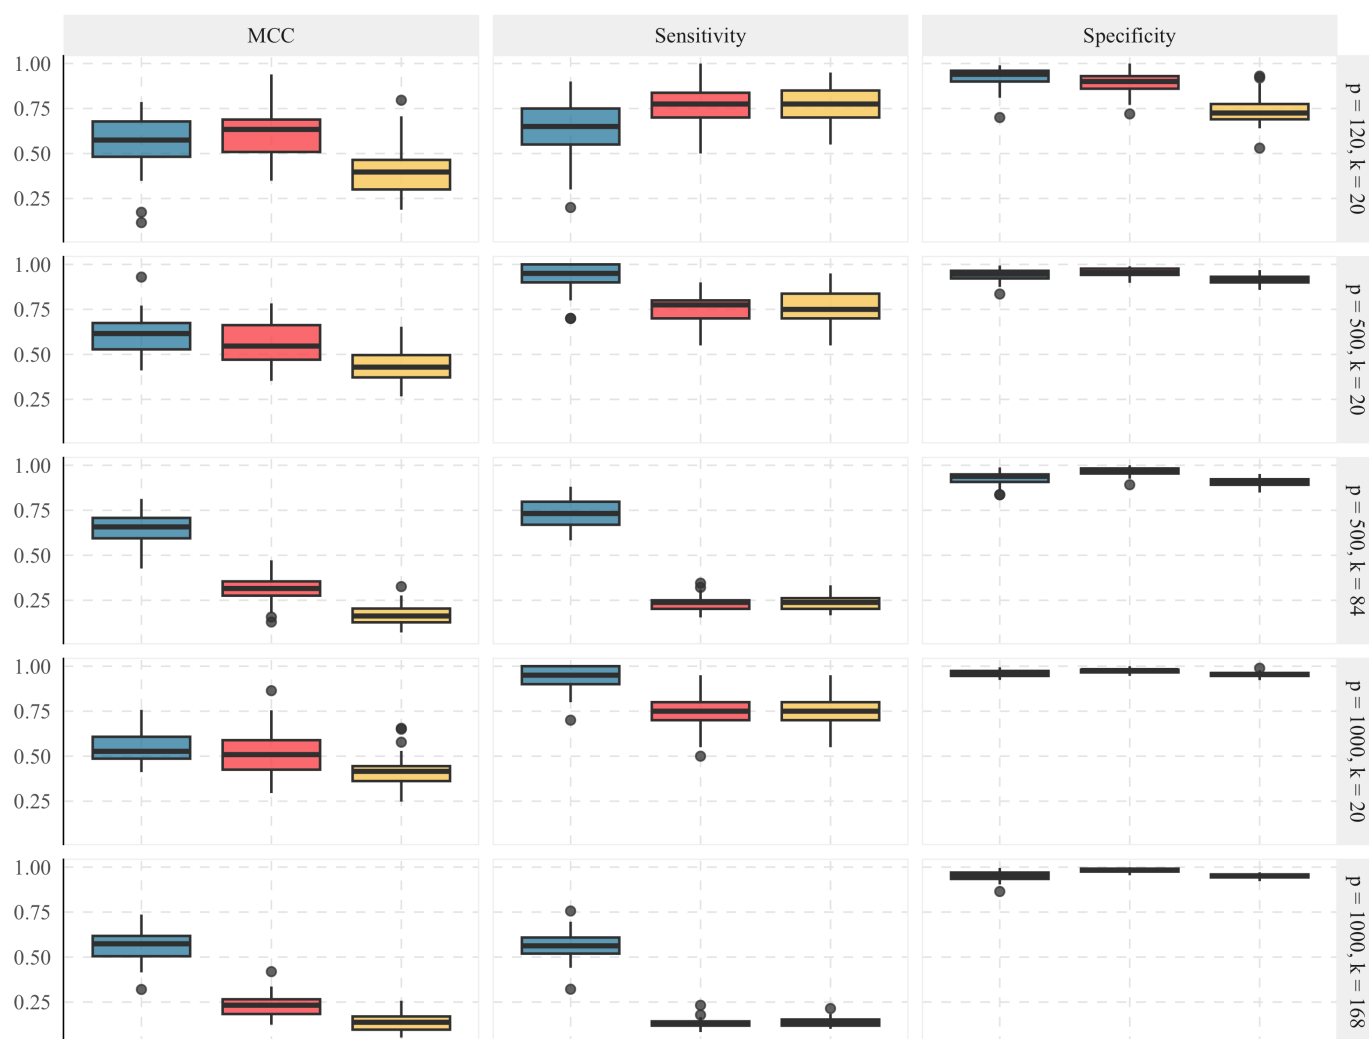 MCC
Sensitivity
Specificity
1.00
0.75
0.50
0.25
p = 120, k = 20
1.00
0.75
0.50
0.25
p = 500, k = 20
1.00
0.75
0.50
0.25
p = 500, k = 84
1.00
0.75
0.50
0.25
p = 1000, k = 20
1.00
0.75
0.50
0.25
p = 1000, k = 168